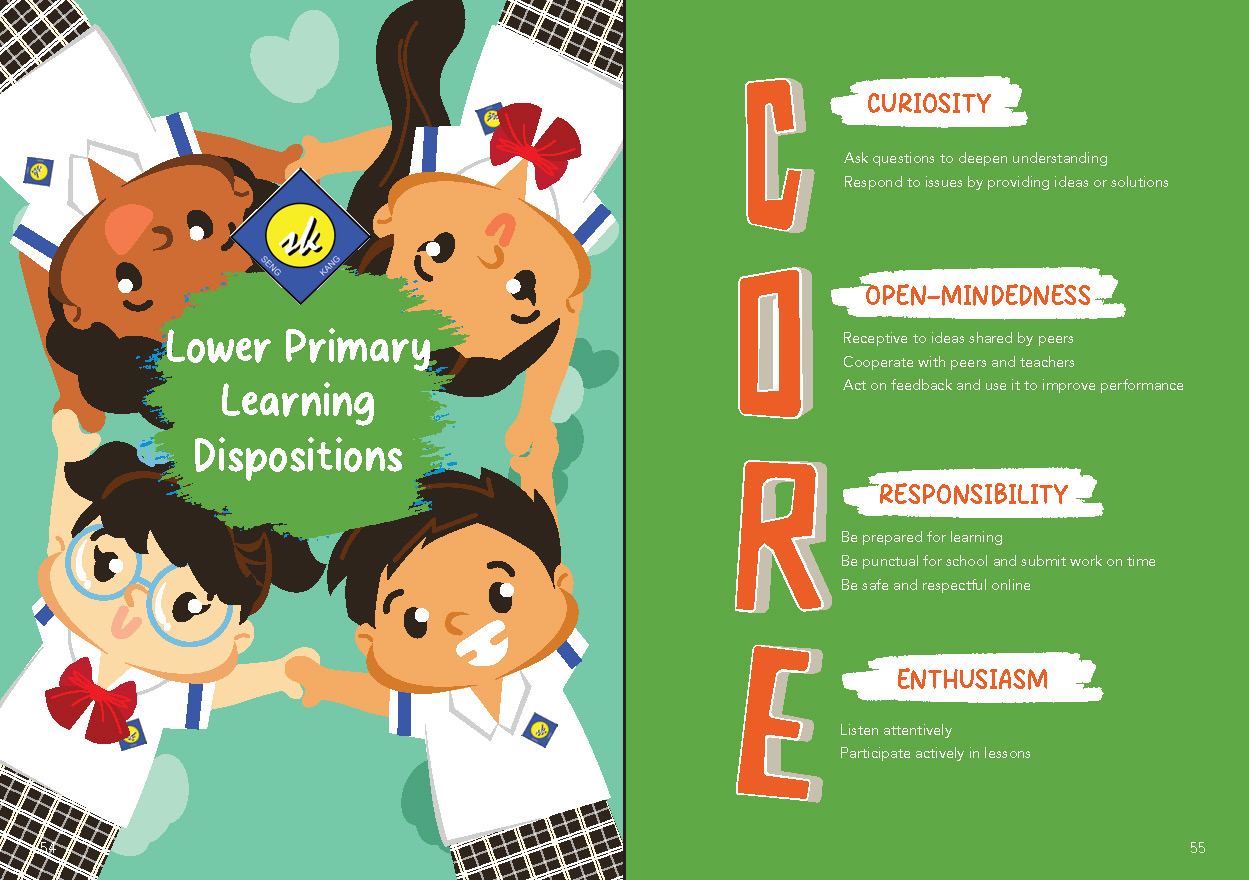 sk
SENG KANG
Lower Primary
Learning
Dispositions
54
C
CURIOSITY
Ask questions to deepen understanding
Respond to issues by providing ideas or solutions
O
OPEN-MINDEDNESS
Receptive to ideas shared by peers
Cooperate with peers and teachers
Act on feedback and use it to improve performance
R
RESPONSIBILITY
Be prepared for learning
Be punctual for school and submit work on time
Be safe and respectful online
E
ENTHUSIASM
Listen attentively
Participate actively in lessons
55